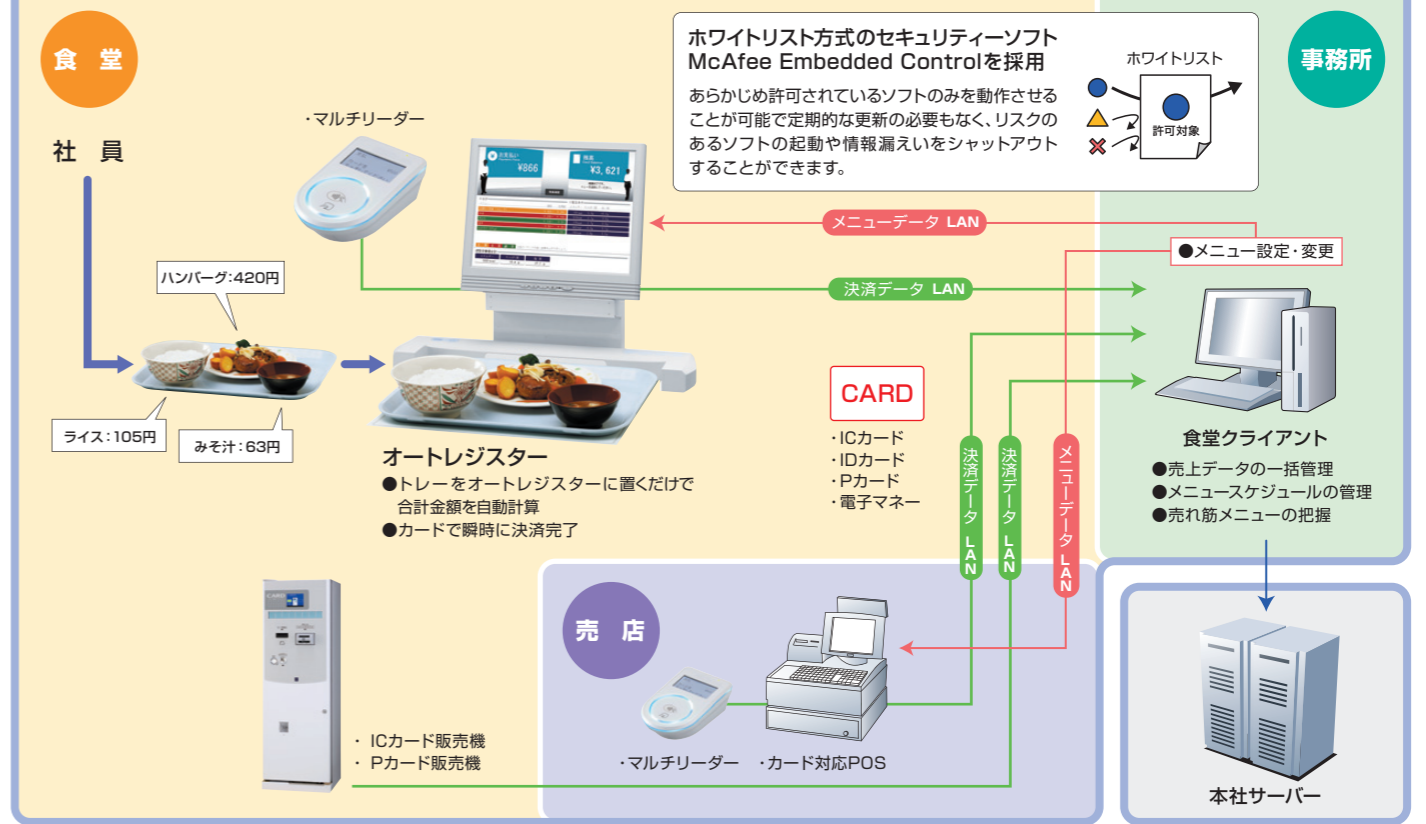 食 堂
社 員
・マルチリーダー
ホワイトリスト方式のセキュリティーソフト
McAfee Embedded Controlを採用
あらかじめ許可されているソフトのみを動作させる
ことが可能で定期的な更新の必要もなく、リスクの
あるソフトの起動や情報漏えいをシャットアウト
することができます。
ホワイトリスト
許可対象
事務所
お支払い
¥866
残高
¥3,621
メニューデータ LAN
●メニュー設定・変更
決済データ LAN
ハンバーグ:420円
ライス:105円
みそ汁:63円
オートレジスター
●トレーをオートレジスターに置くだけで
合計金額を自動計算
●カードで瞬時に決済完了
CARD
・ICカード
・IDカード
・Pカード
・電子マネー
決済データ LAN
決済データ LAN
メニューデータ LAN
食堂クライアント
●売上データの一括管理
●メニュースケジュールの管理
●売れ筋メニューの把握
CARD
・ ICカード販売機
・ Pカード販売機
売 店
・マルチリーダー
・カード対応POS
本社サーバー